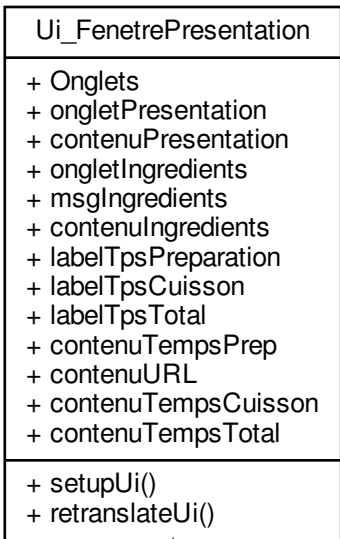 Ui_FenetrePresentation
+ Onglets
+ ongletPresentation
+ contenuPresentation
+ ongletIngredients
+ msgIngredients
+ contenuIngredients
+ labelTpsPreparation
+ labelTpsCuisson
+ labelTpsTotal
+ contenuTempsPrep
+ contenuURL
+ contenuTempsCuisson
+ contenuTempsTotal
+ setupUi()
+ retranslateUi()